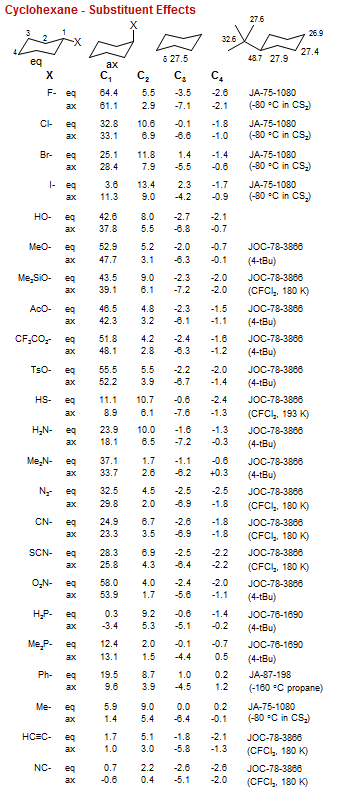 Cyclohexane - Substituent Effects
3 2 1 X
eq
X
ax
δ 27.5
27.6
32.6
26.9
27.4
48.7 27.9
X C1 C2 C3 C4
F- eq 64.4 5.5 -3.5 -2.6 JA-75-1080
ax 61.1 2.9 -7.1 -2.1 (-80 °C in CS2)
Cl- eq 32.8 10.6 -0.1 -1.8 JA-75-1080
ax 33.1 6.9 -6.6 -1.0 (-80 °C in CS2)
Br- eq 25.1 11.8 1.4 -1.4 JA-75-1080
ax 28.4 7.9 -5.5 -0.6 (-80 °C in CS2)
I- eq 3.6 13.4 2.3 -1.7 JA-75-1080
ax 11.3 9.0 -4.2 -0.9 (-80 °C in CS2)
HO- eq 42.6 8.0 -2.7 -2.1
ax 37.8 5.5 -6.8 -0.7
MeO- eq 52.9 5.2 -2.0 -0.7 JOC-78-3866
ax 47.7 3.1 -6.3 -0.1 (4-tBu)
Me3SiO- eq 43.5 9.0 -2.3 -2.0 JOC-78-3866
ax 39.1 6.1 -7.2 -2.0 (CFCl3, 180 K)
AcO- eq 46.5 4.8 -2.3 -1.5 JOC-78-3866
ax 42.3 3.2 -6.1 -1.1 (4-tBu)
CF3CO2- eq 51.8 4.2 -2.4 -1.6 JOC-78-3866
ax 48.1 2.8 -6.3 -1.2 (4-tBu)
TsO- eq 55.5 5.5 -2.2 -2.0 JOC-78-3866
ax 52.2 3.9 -6.7 -1.4 (4-tBu)
HS- eq 11.1 10.7 -0.6 -2.4 JOC-78-3866
ax 8.9 6.1 -7.6 -1.3 (CFCl3, 193 K)
H2N- eq 23.9 10.0 -1.6 -1.3 JOC-78-3866
ax 18.1 6.5 -7.2 -0.3 (4-tBu)
Me2N- eq 37.1 1.7 -1.1 -0.6 JOC-78-3866
ax 33.7 2.6 -6.2 +0.3 (4-tBu)
N3- eq 32.5 4.5 -2.5 -2.5 JOC-78-3866
ax 29.8 2.0 -6.9 -1.8 (CFCl3, 180 K)
CN- eq 24.9 6.7 -2.6 -1.8 JOC-78-3866
ax 23.3 3.5 -6.9 -1.8 (CFCl3, 180 K)
SCN- eq 28.3 6.9 -2.5 -2.2 JOC-78-3866
ax 25.8 4.3 -6.4 -2.2 (CFCl3, 180 K)
O2N- eq 58.0 4.0 -2.4 -2.0 JOC-78-3866
ax 53.9 1.7 -5.6 -1.1 (4-tBu)
H2P- eq 0.3 9.2 -0.6 -1.4 JOC-76-1690
ax -3.4 5.3 -5.1 -0.2 (4-tBu)
Me2P- eq 12.4 2.0 -0.1 -0.7 JOC-76-1690
ax 13.1 1.5 -4.4 0.5 (4-tBu)
Ph- eq 19.5 8.7 1.0 0.2 JA-87-198
ax 9.6 3.9 -4.5 1.2 (-160 °C propane)
Me- eq 5.9 9.0 0.0 0.2 JA-75-1080
ax 1.4 5.4 -6.4 -0.1 (-80 °C in CS2)
HC≡C- eq 1.7 5.1 -1.8 -2.1 JOC-78-3866
ax 1.0 3.0 -5.8 -1.3 (CFCl3, 180 K)
NC- eq 0.7 2.2 -2.6 -2.6 JOC-78-3866
ax -0.6 0.4 -5.1 -2.0 (CFCl3, 180 K)